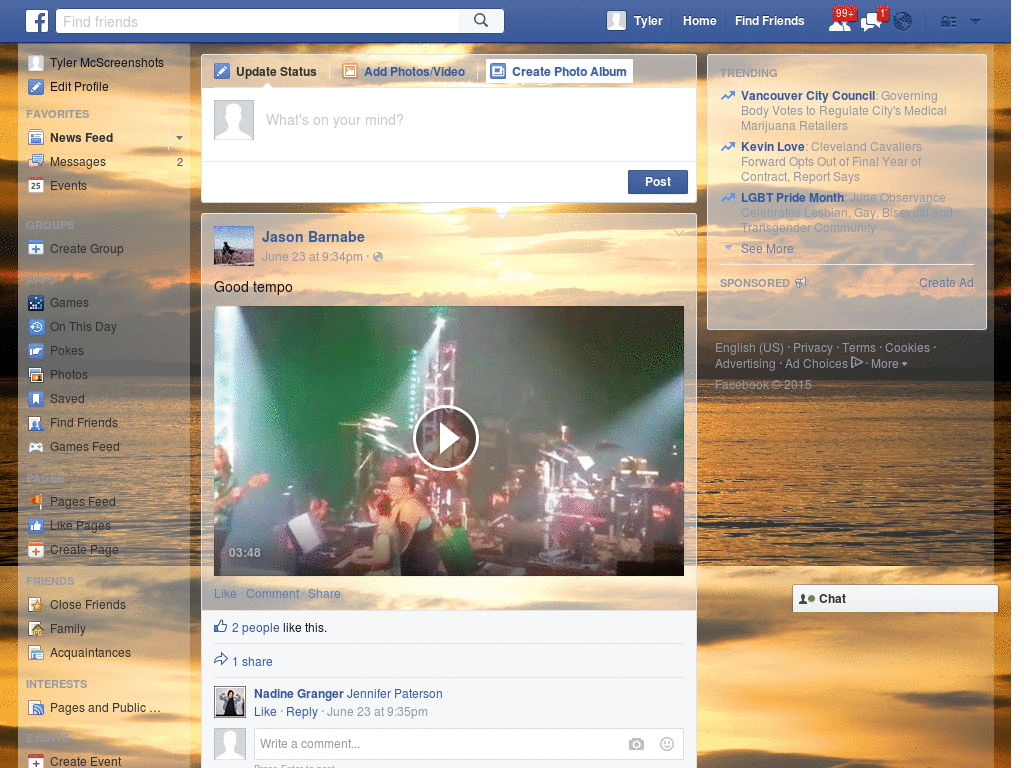 Find friends
Tyler
Home
Find Friends
99+
1
Tyler McScreenshots
Edit Profile
FAVORITES
News Feed
Messages 2
Events
GROUPS
Create Group
APPS
Games
On This Day
Pokes
Photos
Saved
Find Friends
Games Feed
PAGES
Pages Feed
Like Pages
Create Page
FRIENDS
Close Friends
Family
Acquaintances
INTERESTS
Pages and Public ...
EVENTS
Create Event
Update Status
Add Photos/Video
Create Photo Album
What's on your mind?
Post
Jason Barnabe
June 23 at 9:34pm ·
Good tempo
03:48
Like · Comment · Share
2 people like this.
1 share
Nadine Granger Jennifer Paterson
Like · Reply · June 23 at 9:35pm
Write a comment...
Press Enter to post.
TRENDING
Vancouver City Council: Governing
Body Votes to Regulate City's Medical
Marijuana Retailers
Kevin Love: Cleveland Cavaliers
Forward Opts Out of Final Year of
Contract, Report Says
LGBT Pride Month: June Observance
Celebrates Lesbian, Gay, Bisexual and
Transgender Community
See More
SPONSORED
Create Ad
English (US) · Privacy · Terms · Cookies ·
Advertising · Ad Choices · More
Facebook © 2015
Chat
25